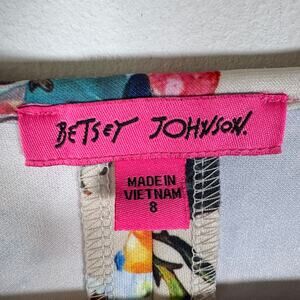 BETSEY JOHNSON.
MADE IN
VIETNAM
8